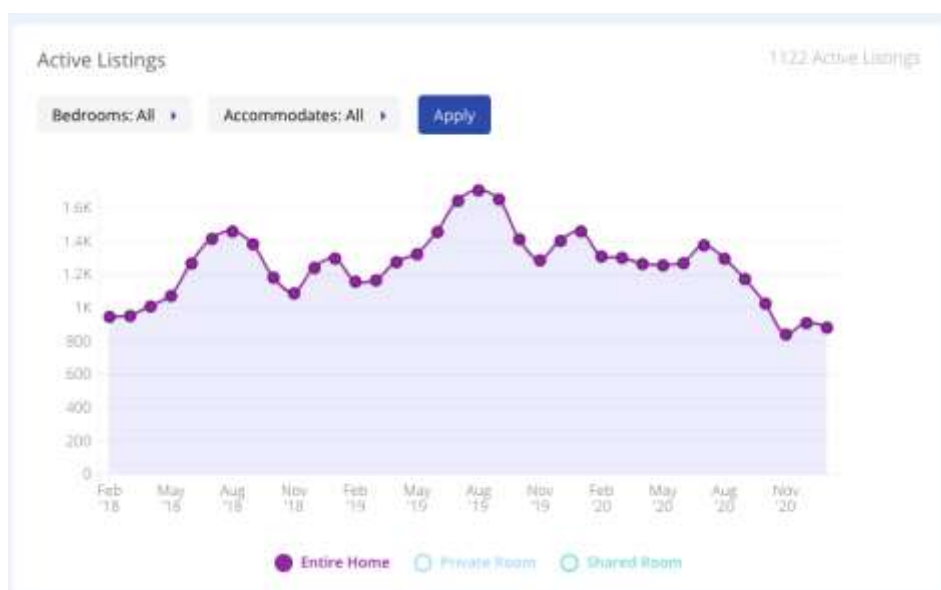 Active Listings
1122 Active Listings
Bedrooms: All
Accommodates: All
Apply
1.6K
1.4K
1.2K
1K
800
600
400
200
0
Feb '18
May '18
Aug '18
Nov '18
Feb '19
May '19
Aug '19
Nov '19
Feb '20
May '20
Aug '20
Nov '20
Entire Home
Private Room
Shared Room